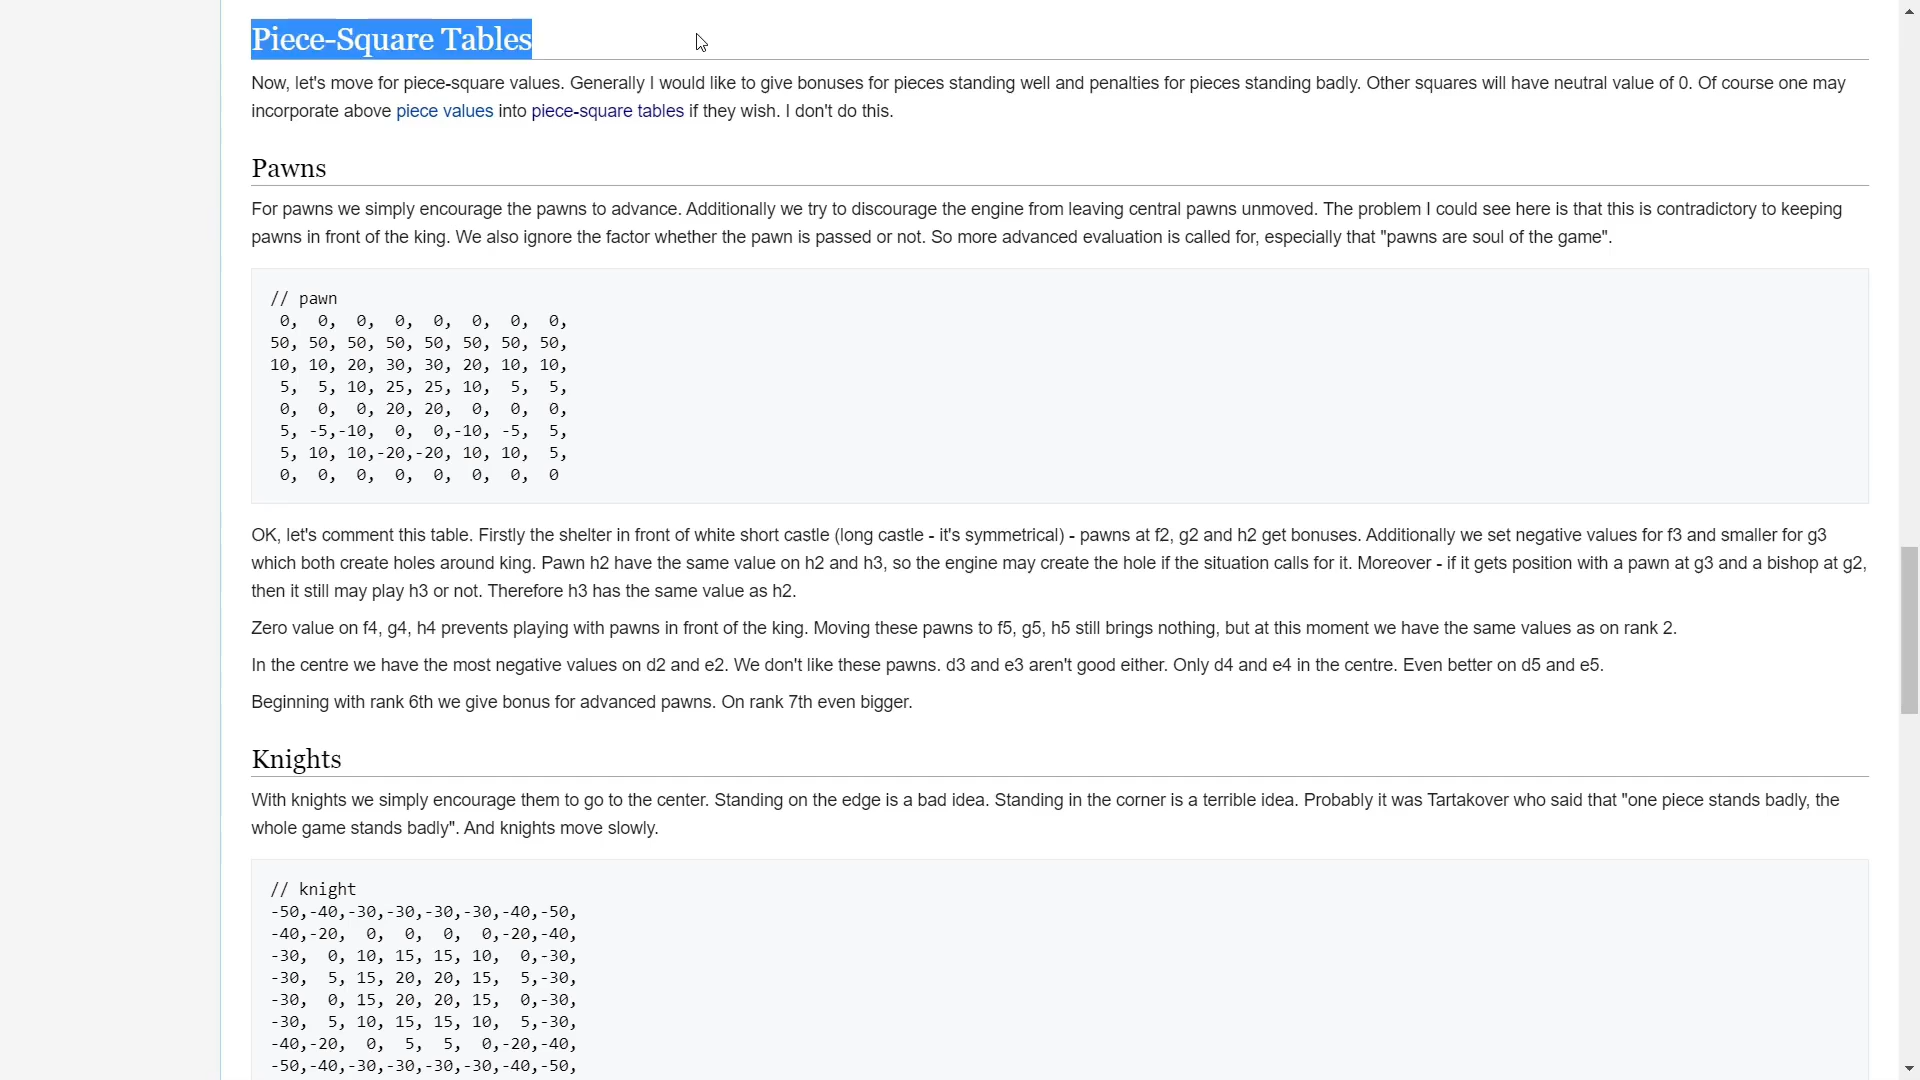 Piece-Square Tables
Now, let's move for piece-square values. Generally I would like to give bonuses for pieces standing well and penalties for pieces standing badly. Other squares will have neutral value of 0. Of course one may
incorporate above piece values into piece-square tables if they wish. I don't do this.
Pawns
For pawns we simply encourage the pawns to advance. Additionally we try to discourage the engine from leaving central pawns unmoved. The problem I could see here is that this is contradictory to keeping
pawns in front of the king. We also ignore the factor whether the pawn is passed or not. So more advanced evaluation is called for, especially that "pawns are soul of the game".
// pawn
 0,  0,  0,  0,  0,  0,  0,  0,
50, 50, 50, 50, 50, 50, 50, 50,
10, 10, 20, 30, 30, 20, 10, 10,
 5,  5, 10, 25, 25, 10,  5,  5,
 0,  0,  0, 20, 20,  0,  0,  0,
 5, -5,-10,  0,  0,-10, -5,  5,
 5, 10, 10,-20,-20, 10, 10,  5,
 0,  0,  0,  0,  0,  0,  0,  0
OK, let's comment this table. Firstly the shelter in front of white short castle (long castle - it's symmetrical) - pawns at f2, g2 and h2 get bonuses. Additionally we set negative values for f3 and smaller for g3
which both create holes around king. Pawn h2 have the same value on h2 and h3, so the engine may create the hole if the situation calls for it. Moreover - if it gets position with a pawn at g3 and a bishop at g2,
then it still may play h3 or not. Therefore h3 has the same value as h2.
Zero value on f4, g4, h4 prevents playing with pawns in front of the king. Moving these pawns to f5, g5, h5 still brings nothing, but at this moment we have the same values as on rank 2.
In the centre we have the most negative values on d2 and e2. We don't like these pawns. d3 and e3 aren't good either. Only d4 and e4 in the centre. Even better on d5 and e5.
Beginning with rank 6th we give bonus for advanced pawns. On rank 7th even bigger.
Knights
With knights we simply encourage them to go to the center. Standing on the edge is a bad idea. Standing in the corner is a terrible idea. Probably it was Tartakover who said that "one piece stands badly, the
whole game stands badly". And knights move slowly.
// knight
-50,-40,-30,-30,-30,-30,-40,-50,
-40,-20,  0,  0,  0,  0,-20,-40,
-30,  0, 10, 15, 15, 10,  0,-30,
-30,  5, 15, 20, 20, 15,  5,-30,
-30,  0, 15, 20, 20, 15,  0,-30,
-30,  5, 10, 15, 15, 10,  5,-30,
-40,-20,  0,  5,  5,  0,-20,-40,
-50,-40,-30,-30,-30,-30,-40,-50,